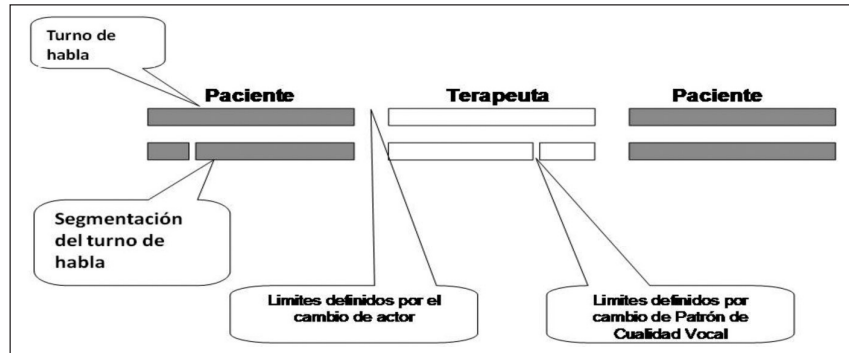 Turno de
habla
Paciente
Terapeuta
Paciente
Segmentación
del turno de
habla
Limites definidos por el
cambio de actor
Limites definidos por
cambio de Patrón de
Cualidad Vocal